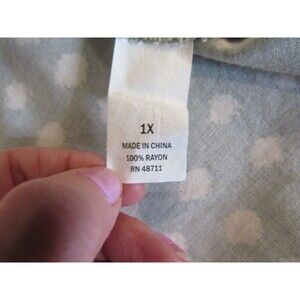 1X
MADE IN CHINA
100% RAYON
RN 48711